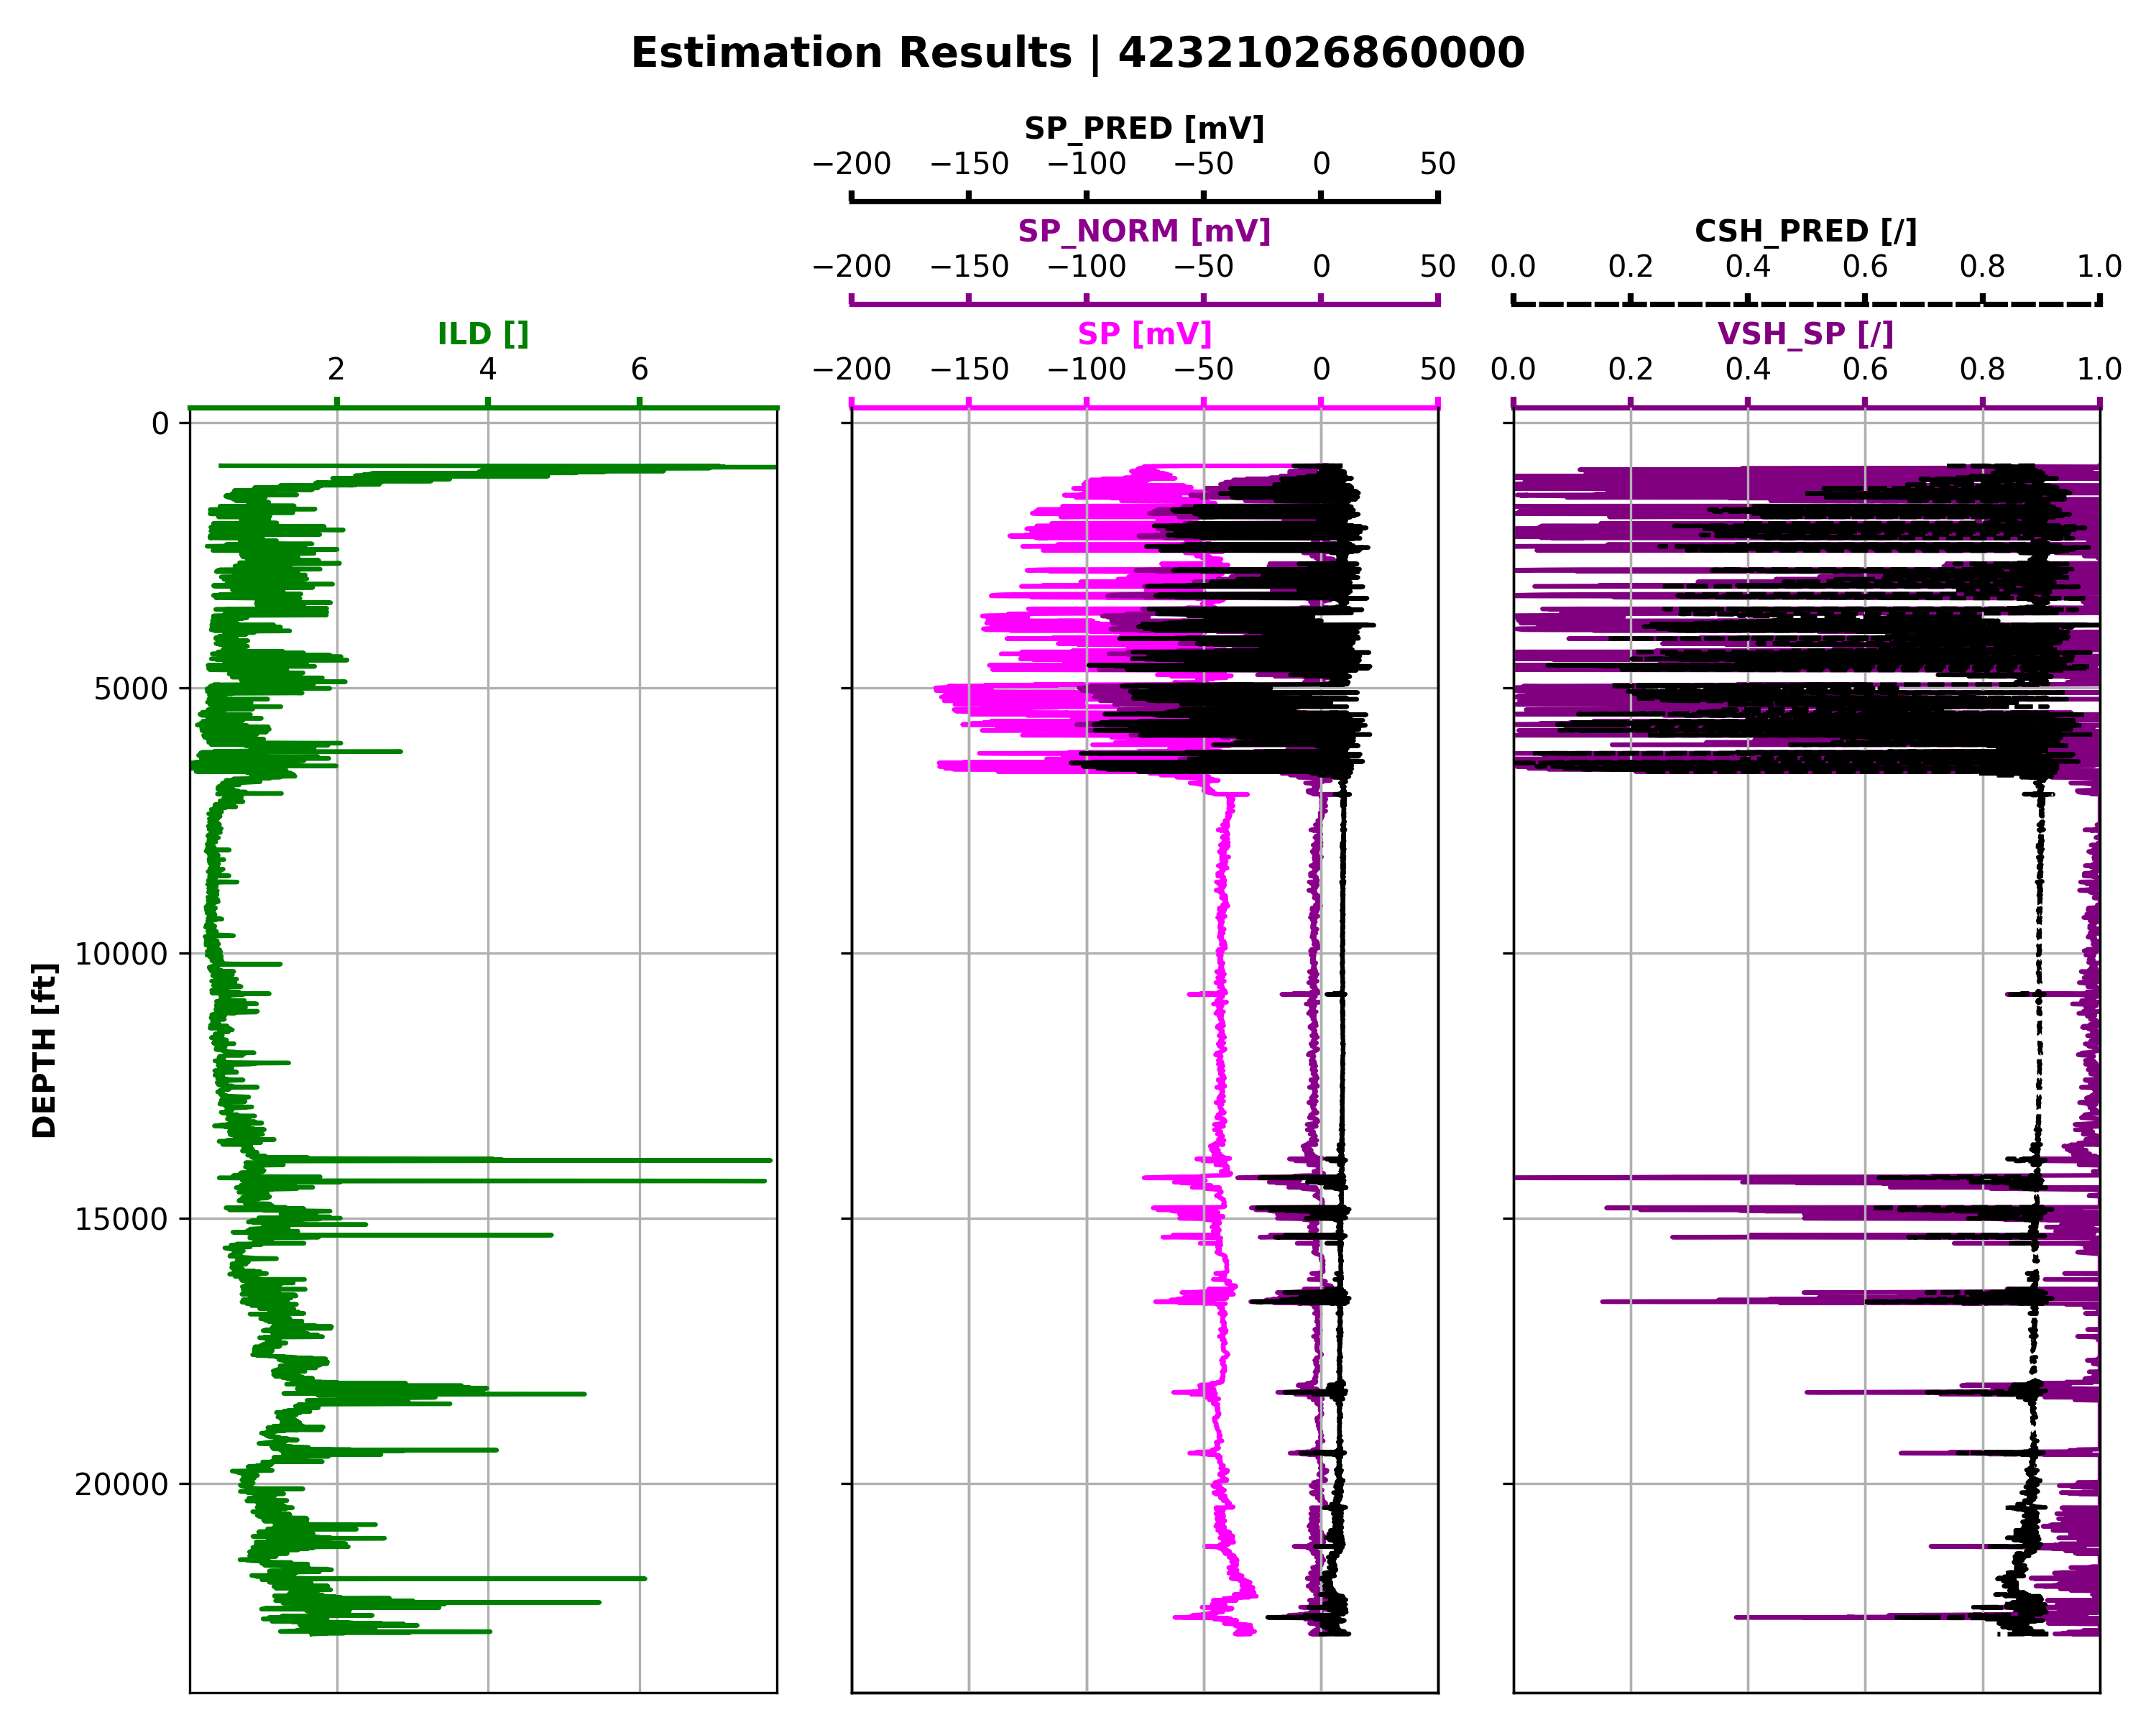 Estimation Results | 42321026860000
SP_PRED [mV]
−200 −150 −100 −50 0 50
SP_NORM [mV] CSH_PRED [/]
−200 −150 −100 −50 0 50 0.0 0.2 0.4 0.6 0.8 1.0
ILD [] SP [mV] VSH_SP [/]
2 4 6 −200 −150 −100 −50 0 50 0.0 0.2 0.4 0.6 0.8 1.0
0
5000
10000
15000
20000
DEPTH [ft]